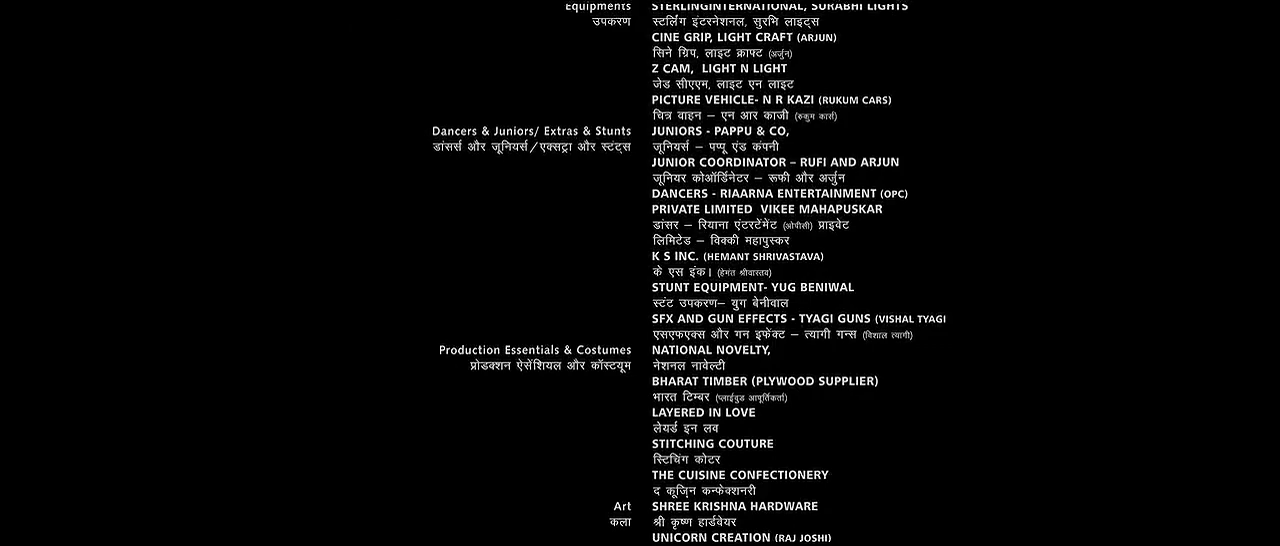 Equipments STERLINGINTERNATIONAL, SURABHI LIGHTS
उपकरण स्टर्लिंग इंटरनेशनल, सुरभि लाइट्स
CINE GRIP, LIGHT CRAFT (ARJUN)
सिने ग्रिप, लाइट क्राफ्ट (अर्जुन)
Z CAM, LIGHT N LIGHT
जेड सीएएम, लाइट एन लाइट
PICTURE VEHICLE- N R KAZI (RUKUM CARS)
चित्र वाहन – एन आर काजी (रुकुम कार्स)
Dancers & Juniors/ Extras & Stunts JUNIORS - PAPPU & CO,
डांसर्स और जूनियर्स/एक्सट्रा और स्टंट्स जूनियर्स – पप्पू एंड कंपनी
JUNIOR COORDINATOR – RUFI AND ARJUN
जूनियर कोऑर्डिनेटर – रूफी और अर्जुन
DANCERS - RIAARNA ENTERTAINMENT (OPC)
PRIVATE LIMITED VIKEE MAHAPUSKAR
डांसर – रियाना एंटरटेंमेंट (ओपीसी) प्राइवेट
लिमिटेड – विक्की महापुस्कर
K S INC. (HEMANT SHRIVASTAVA)
के एस इंक। (हेमंत श्रीवास्तव)
STUNT EQUIPMENT- YUG BENIWAL
स्टंट उपकरण– युग बेनीवाल
SFX AND GUN EFFECTS - TYAGI GUNS (VISHAL TYAGI
एसएफएक्स और गन इफेक्ट – त्यागी गन्स (विशाल त्यागी)
Production Essentials & Costumes NATIONAL NOVELTY,
प्रोडक्शन ऐसेंशियल और कॉस्टयूम नेशनल नावेल्टी
BHARAT TIMBER (PLYWOOD SUPPLIER)
भारत टिम्बर (प्लाईवुड आपूर्तिकर्ता)
LAYERED IN LOVE
लेयर्ड इन लव
STITCHING COUTURE
स्टिचिंग कोटर
THE CUISINE CONFECTIONERY
द कूज़िन कन्फेक्शनरी
Art SHREE KRISHNA HARDWARE
कला श्री कृष्ण हार्डवेयर
UNICORN CREATION (RAJ JOSHI)